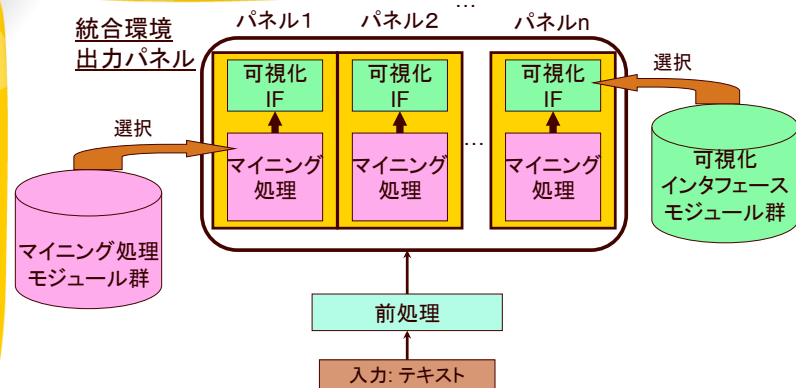 …
パネル1
パネル2
パネルn
統合環境
出力パネル
選択
可視化
IF
可視化
IF
可視化
IF
選択
マイニング
処理
マイニング
処理
…
マイニング
処理
マイニング処理
モジュール群
可視化
インタフェース
モジュール群
前処理
入力: テキスト